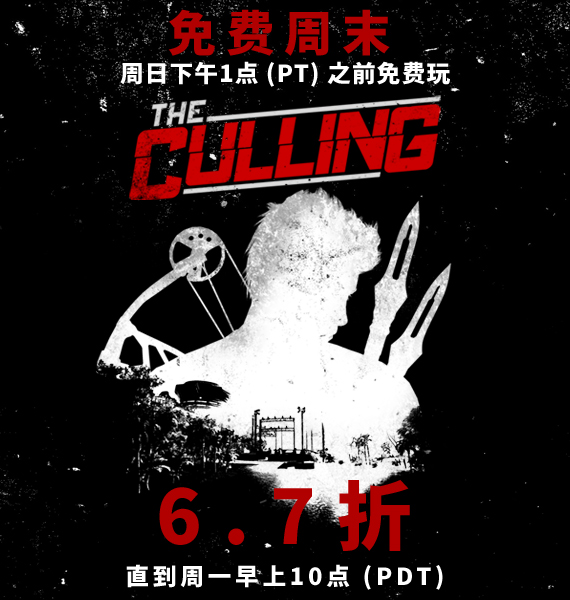 免费周末
周日下午1点 (PT) 之前免费玩
THE
CULLING
6.7折
直到周一早上10点 (PDT)